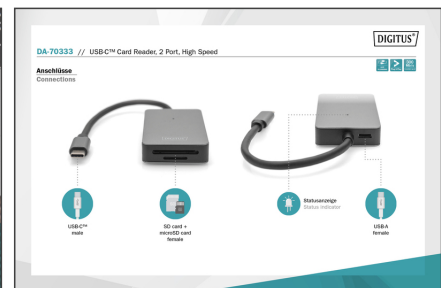 DIGITUS®
DA-70333 // USB-C™ Card Reader, 2 Port, High Speed
Anschlüsse
Connections
USB-C™
male
SD card +
microSD card
female
Statusanzeige
Status indicator
USB-A
female